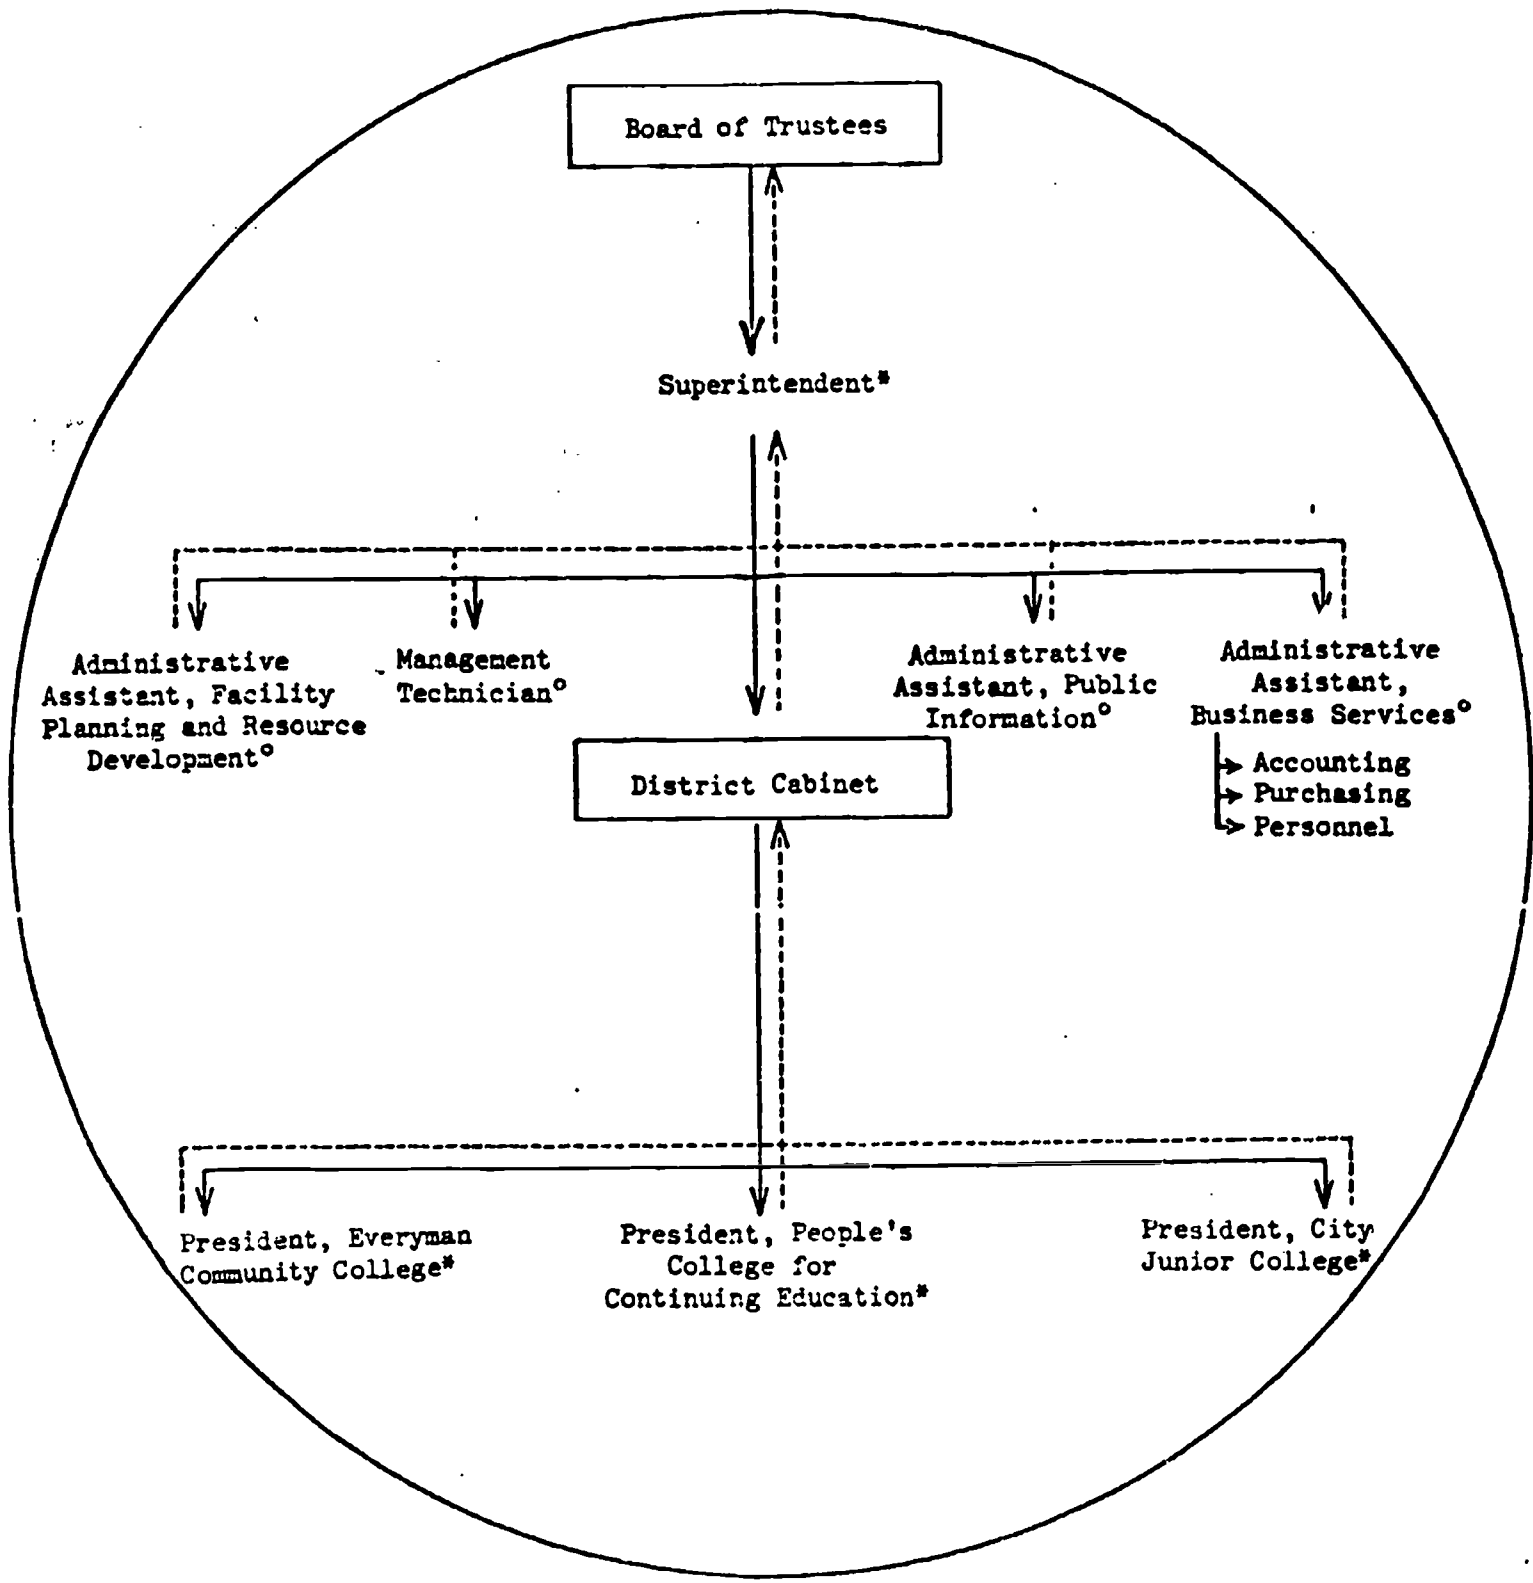 Board of Trustees
Superintendent*
Administrative
Assistant, Facility
Planning and Resource
Development°
Management
Technician°
Administrative
Assistant, Public
Information°
Administrative
Assistant,
Business Services°
Accounting
Purchasing
Personnel
District Cabinet
President, Everyman
Community College*
President, People's
College for
Continuing Education*
President, City
Junior College*